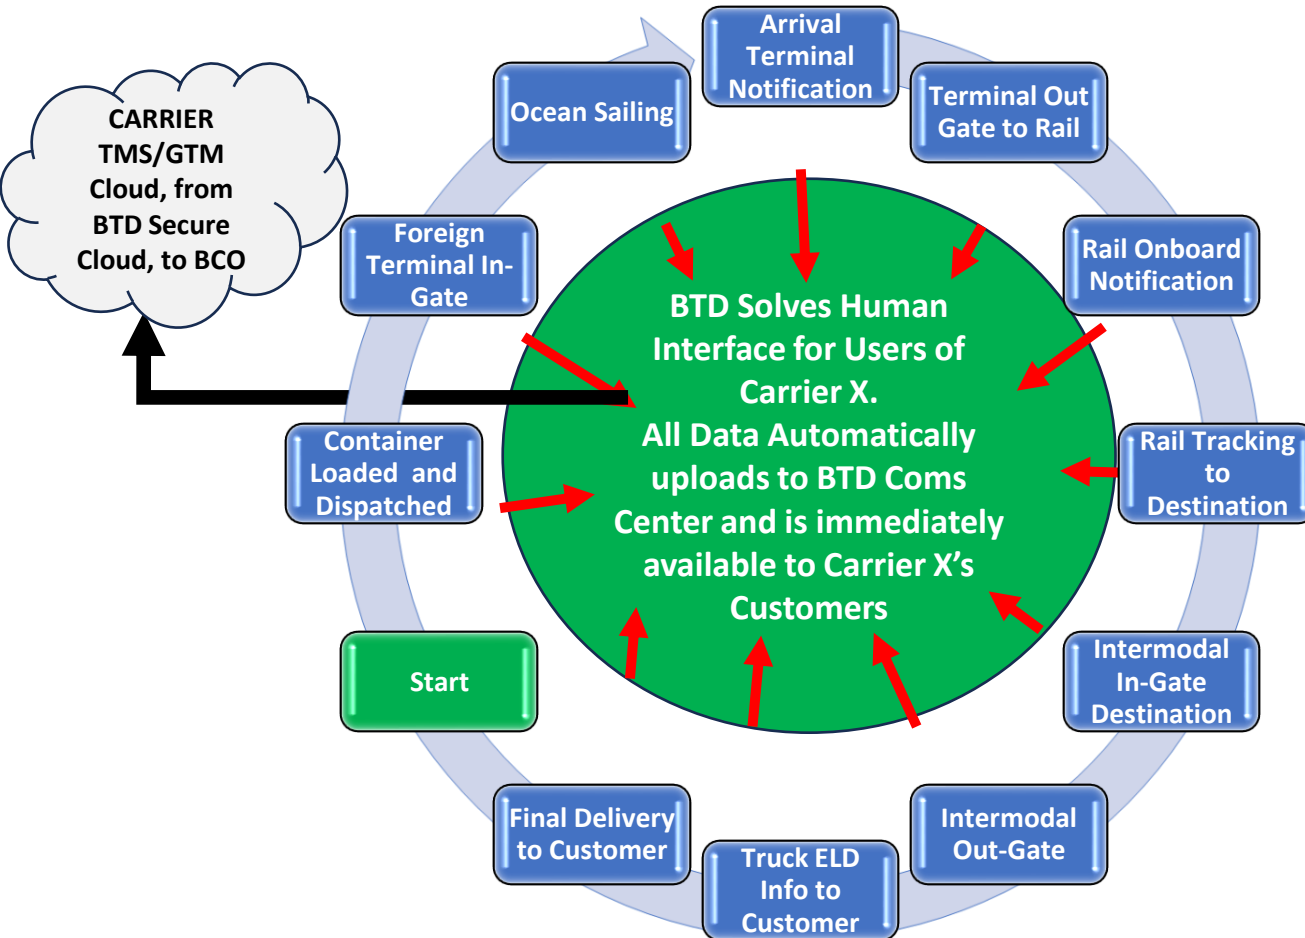 CARRIER
TMS/GTM
Cloud, from
BTD Secure
Cloud, to BCO
Arrival
Terminal
Notification
Terminal Out
Gate to Rail
Rail Onboard
Notification
Rail Tracking
to
Destination
Intermodal
In-Gate
Destination
Intermodal
Out-Gate
Truck ELD
Info to
Customer
Final Delivery
to Customer
Start
Container
Loaded and
Dispatched
Foreign
Terminal In-
Gate
Ocean Sailing
BTD Solves Human
Interface for Users of
Carrier X.
All Data Automatically
uploads to BTD Coms
Center and is immediately
available to Carrier X’s
Customers